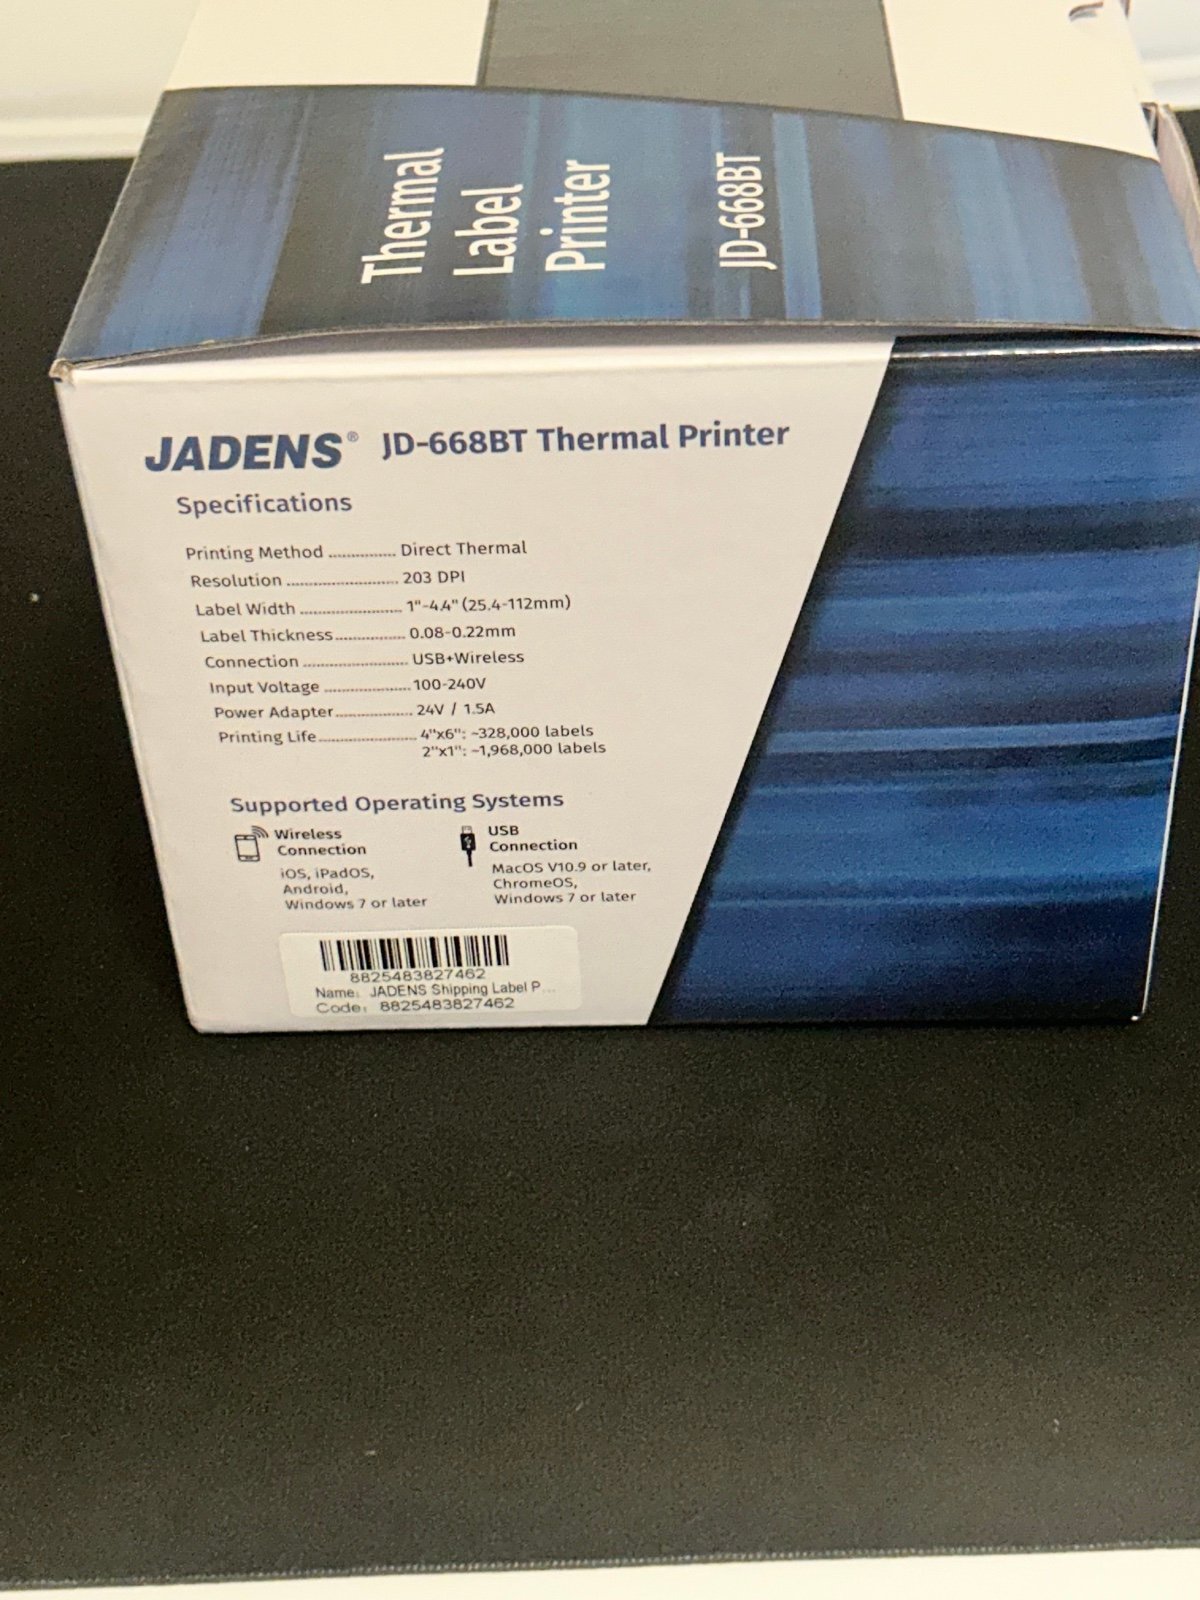 Thermal
Label
Printer
JD-668BT
JADENS® JD-668BT Thermal Printer
Specifications
Printing Method .............. Direct Thermal
Resolution ........................ 203 DPI
Label Width ...................... 1"-4.4" (25.4-112mm)
Label Thickness............... 0.08-0.22mm
Connection ...................... USB+Wireless
Input Voltage ................... 100-240V
Power Adapter................. 24V / 1.5A
Printing Life..................... 4"x6": ~328,000 labels
2"x1": ~1,968,000 labels
Supported Operating Systems
Wireless
Connection
iOS, iPadOS,
Android,
Windows 7 or later
USB
Connection
MacOS V10.9 or later,
ChromeOS,
Windows 7 or later
8825483827462
Name: JADENS Shipping Label P...
Code: 8825483827462